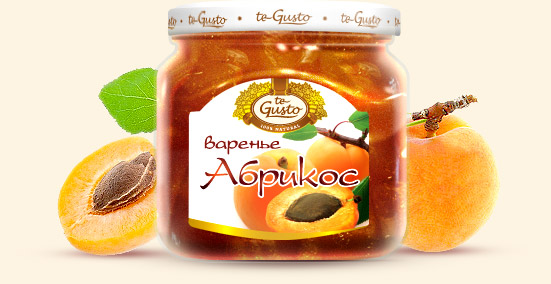 te-Gusto • te-Gusto • te-Gusto
te-
Gusto
100% NATURAL
варенье
Абрикос